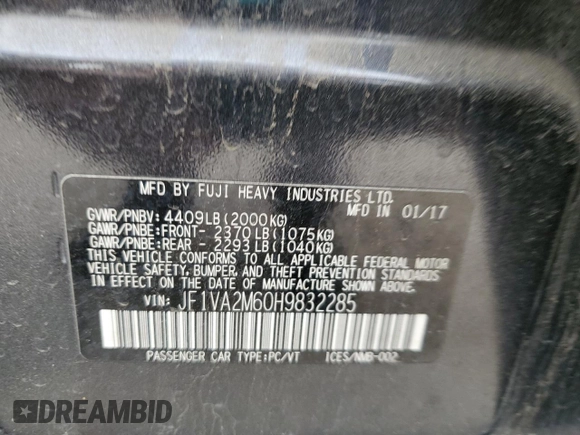 MFD BY FUJI HEAVY INDUSTRIES LTD.
MFD IN 01/17
GVWR/PNBV: 4409LB(2000KG)
GAWR/PNBE:FRONT- 2370LB(1075KG)
GAWR/PNBE:REAR - 2293LB(1040KG)
THIS VEHICLE CONFORMS TO ALL APPLICABLE FEDERAL MOTOR
VEHICLE SAFETY, BUMPER, AND THEFT PREVENTION STANDARDS
IN EFFECT ON THE DATE OF MANUFACTURE SHOWN ABOVE.
VIN: JF1VA2M60H9832285
PASSENGER CAR TYPE:PC/VT ICES/NMB-002
DREAMBID